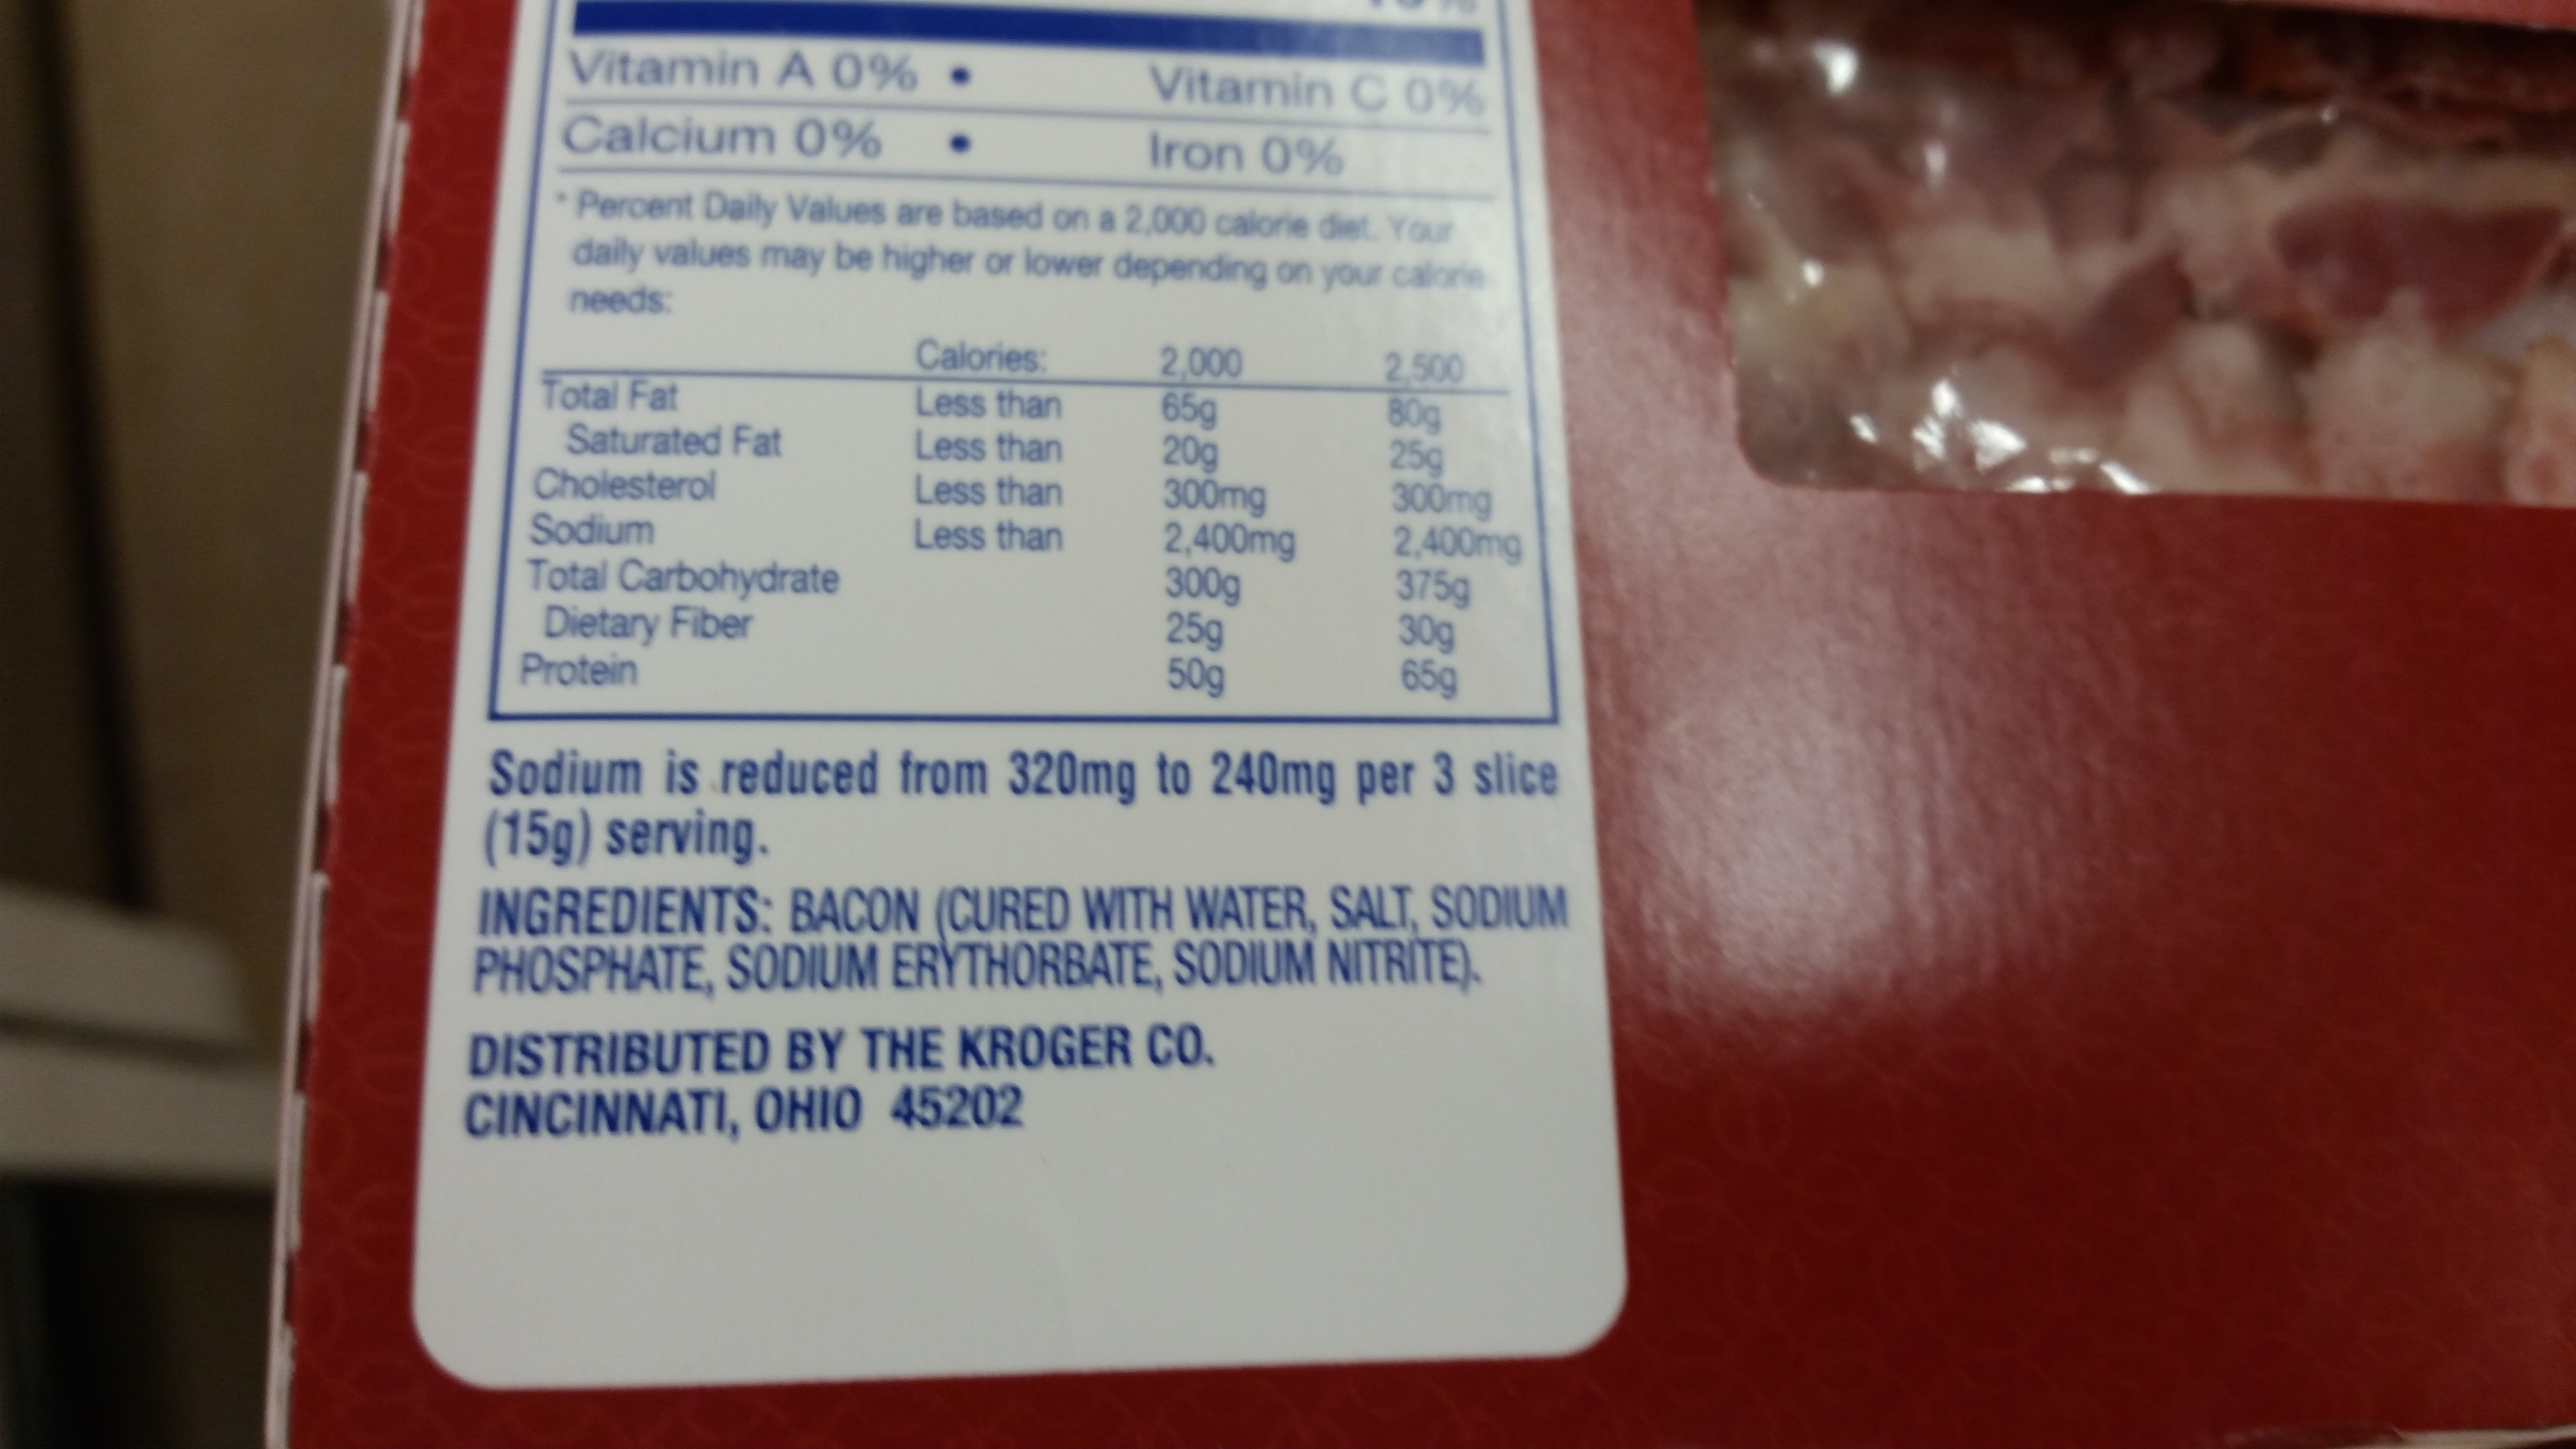 Vitamin A 0% • Vitamin C 0%
Calcium 0% • Iron 0%
* Percent Daily Values are based on a 2,000 calorie diet. Your
daily values may be higher or lower depending on your calorie
needs:
Calories: 2,000 2,500
Total Fat Less than 65g 80g
Saturated Fat Less than 20g 25g
Cholesterol Less than 300mg 300mg
Sodium Less than 2,400mg 2,400mg
Total Carbohydrate 300g 375g
Dietary Fiber 25g 30g
Protein 50g 65g
Sodium is reduced from 320mg to 240mg per 3 slice
(15g) serving.
INGREDIENTS: BACON (CURED WITH WATER, SALT, SODIUM
PHOSPHATE, SODIUM ERYTHORBATE, SODIUM NITRITE).
DISTRIBUTED BY THE KROGER CO.
CINCINNATI, OHIO 45202